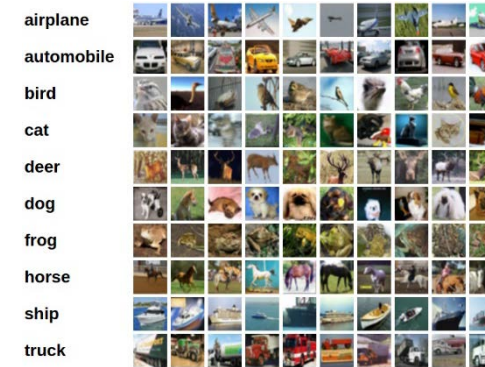 airplane
automobile
bird
cat
deer
dog
frog
horse
ship
truck